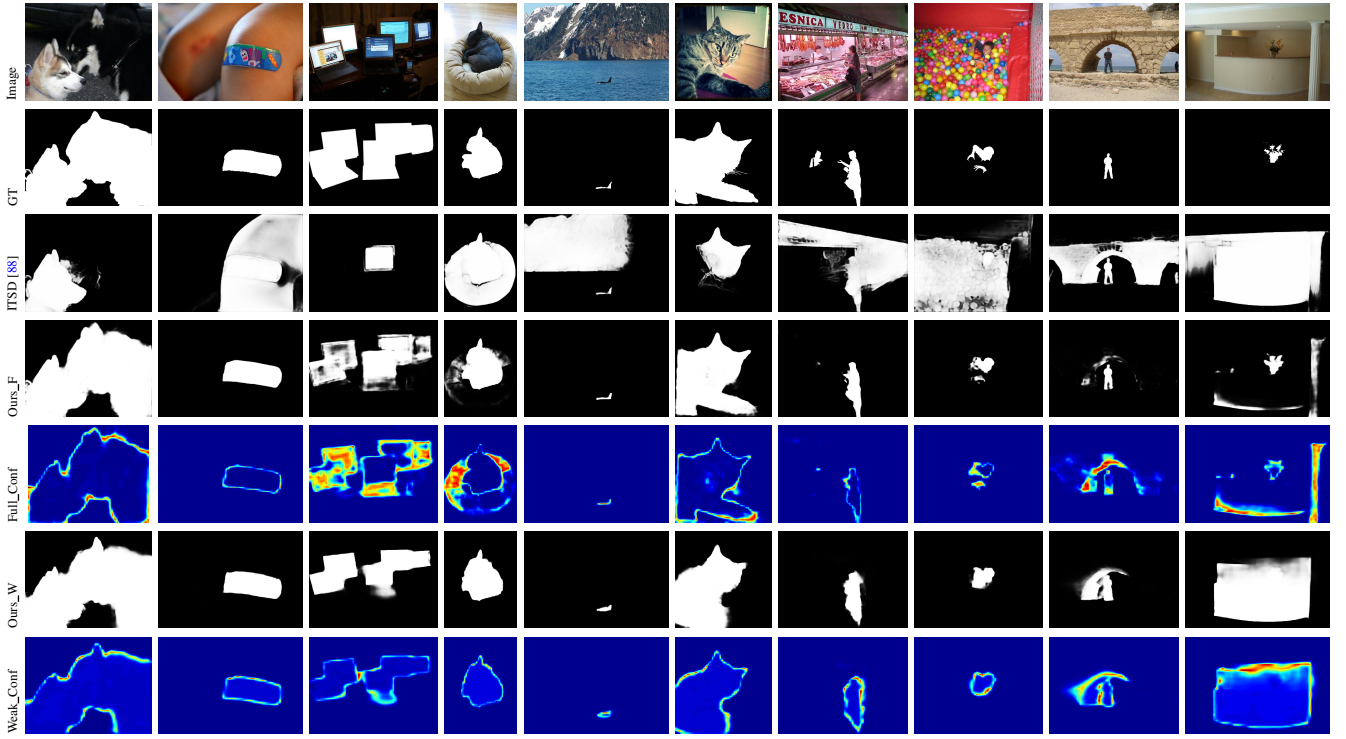 Image
ESNICA
GT
ITSD [88]
Ours_F
Full_Conf
Ours_W
Weak_Conf